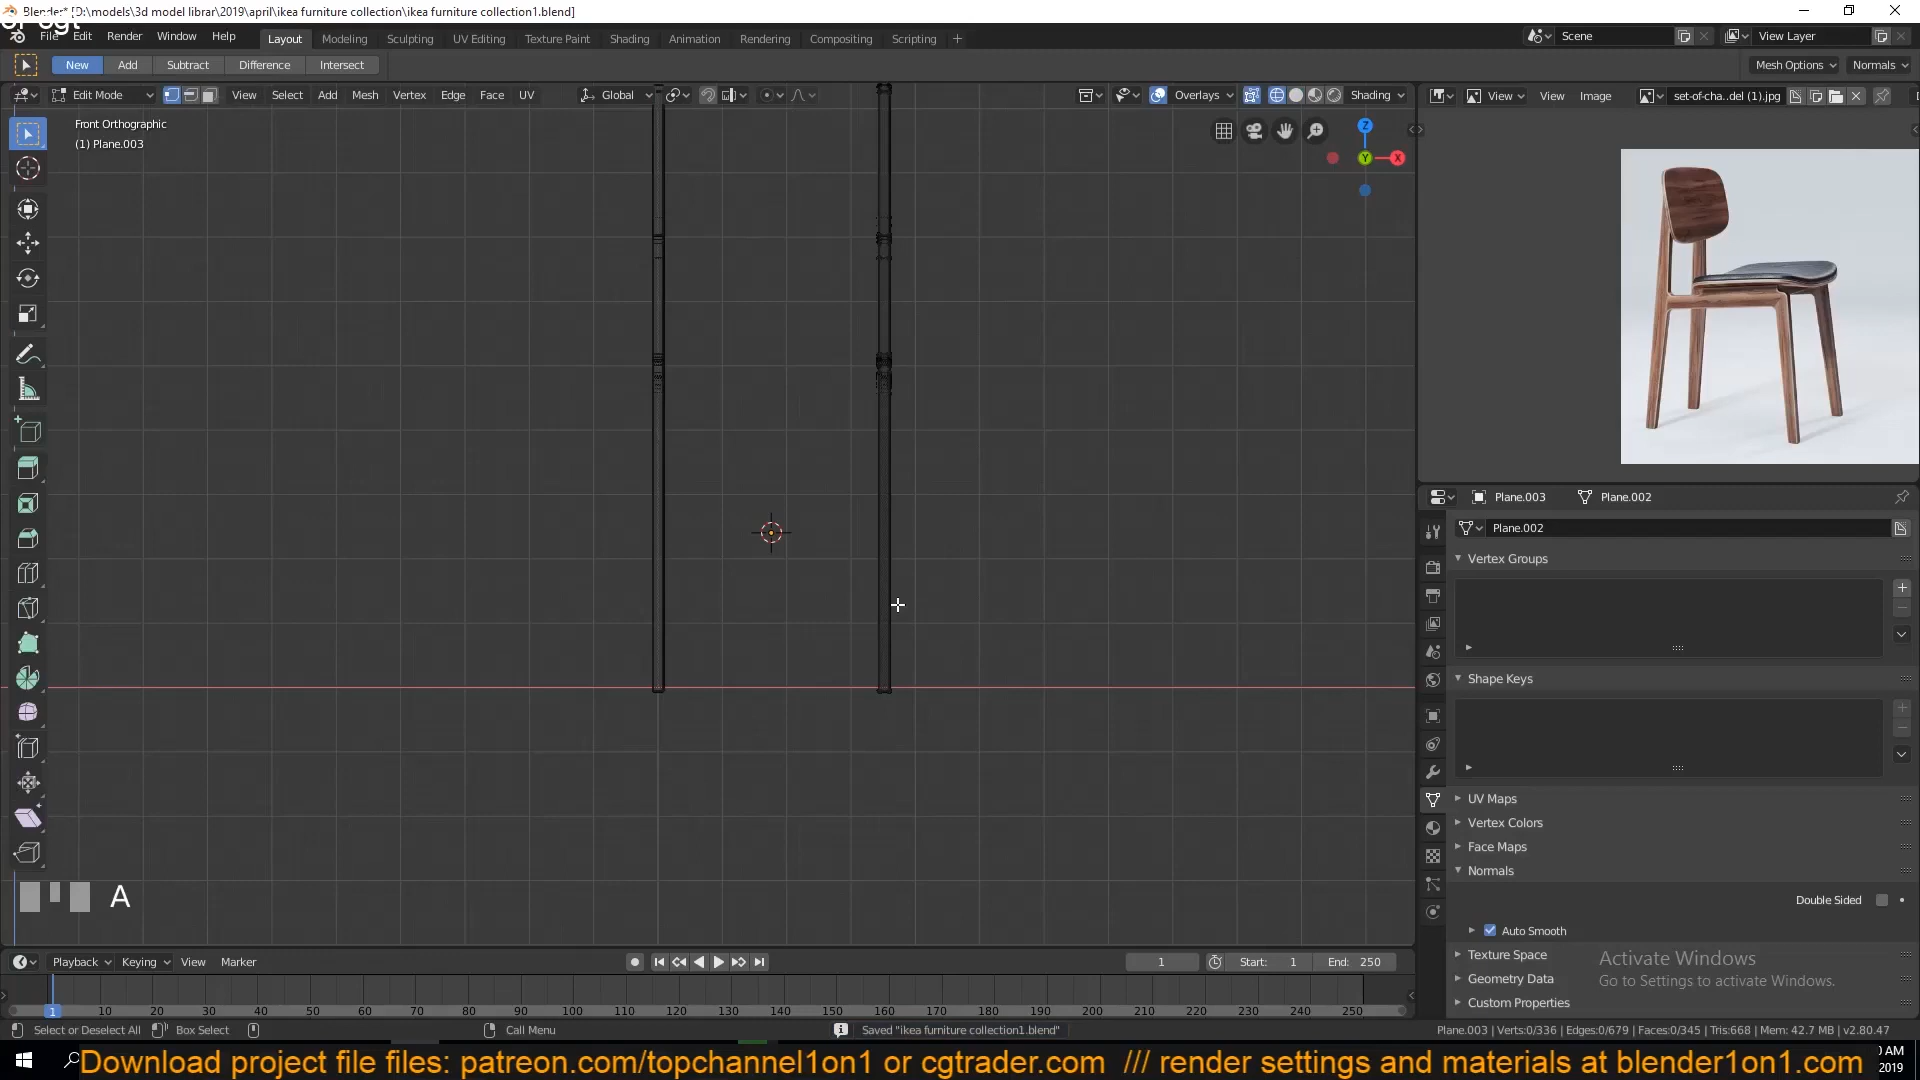 Blender* [D:\models\3d model librar\2019\april\ikea furniture collection\ikea furniture collection1.blend]
File Edit Render Window Help Layout Modeling Sculpting UV Editing Texture Paint Shading Animation Rendering Compositing Scripting + Scene View Layer
New Add Subtract Difference Intersect Mesh Options Normals
Edit Mode View Select Add Mesh Vertex Edge Face UV Global Overlays Shading View View Image set-of-cha..del (1).jpg
Front Orthographic
(1) Plane.003
Z
Y X
Plane.003 Plane.002
Plane.002
Vertex Groups
Shape Keys
UV Maps
Vertex Colors
Face Maps
Normals
Double Sided
Auto Smooth
Texture Space
Geometry Data
Custom Properties
Activate Windows
Go to Settings to activate Windows.
A
Playback Keying View Marker 1 Start: 1 End: 250
1 10 20 30 40 50 60 70 80 90 100 110 120 130 140 150 160 170 180 190 200 210 220 230 240 250
Select or Deselect All Box Select Call Menu Saved "ikea furniture collection1.blend" Plane.003 | Verts:0/336 | Edges:0/679 | Faces:0/345 | Tris:668 | Mem: 42.7 MB | v2.80.47
Download project file files: patreon.com/topchannel1on1 or cgtrader.com /// render settings and materials at blender1on1.com
0 AM
2019